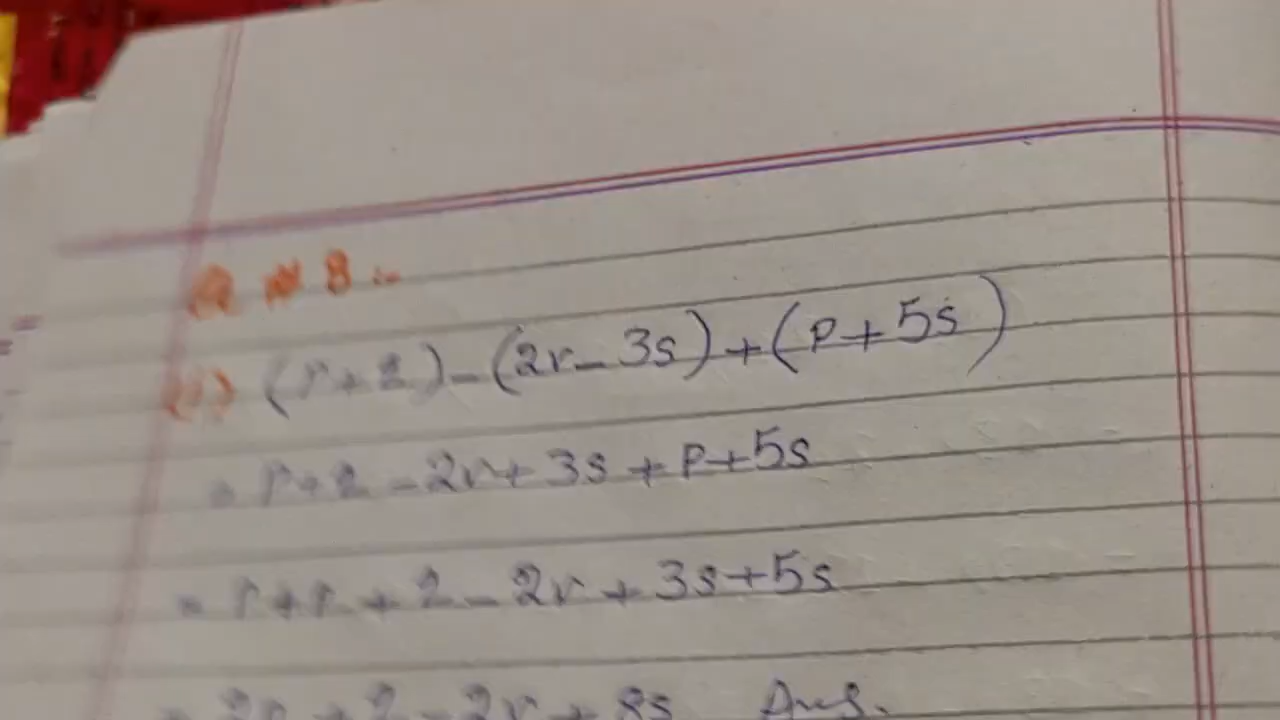 Q # 8 :-
(i) (p+2)-(2r-3s)+(p+5s)
= p+2-2r+3s+p+5s
= p+p+2-2r+3s+5s
= 2p+2-2r+8s Ans.